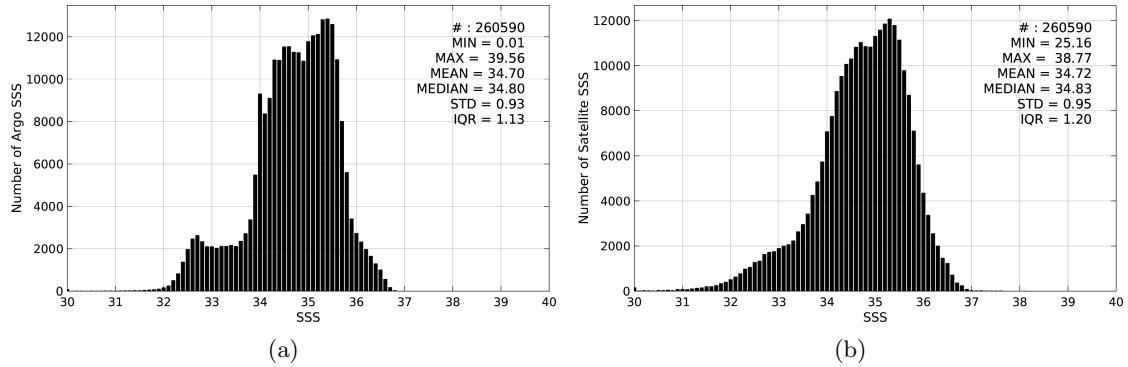 # : 260590
MIN = 0.01
MAX = 39.56
MEAN = 34.70
MEDIAN = 34.80
STD = 0.93
IQR = 1.13
Number of Argo SSS
12000
10000
8000
6000
4000
2000
0
30 31 32 33 34 35 36 37 38 39 40
SSS
(a)
# : 260590
MIN = 25.16
MAX = 38.77
MEAN = 34.72
MEDIAN = 34.83
STD = 0.95
IQR = 1.20
Number of Satellite SSS
12000
10000
8000
6000
4000
2000
0
30 31 32 33 34 35 36 37 38 39 40
SSS
(b)